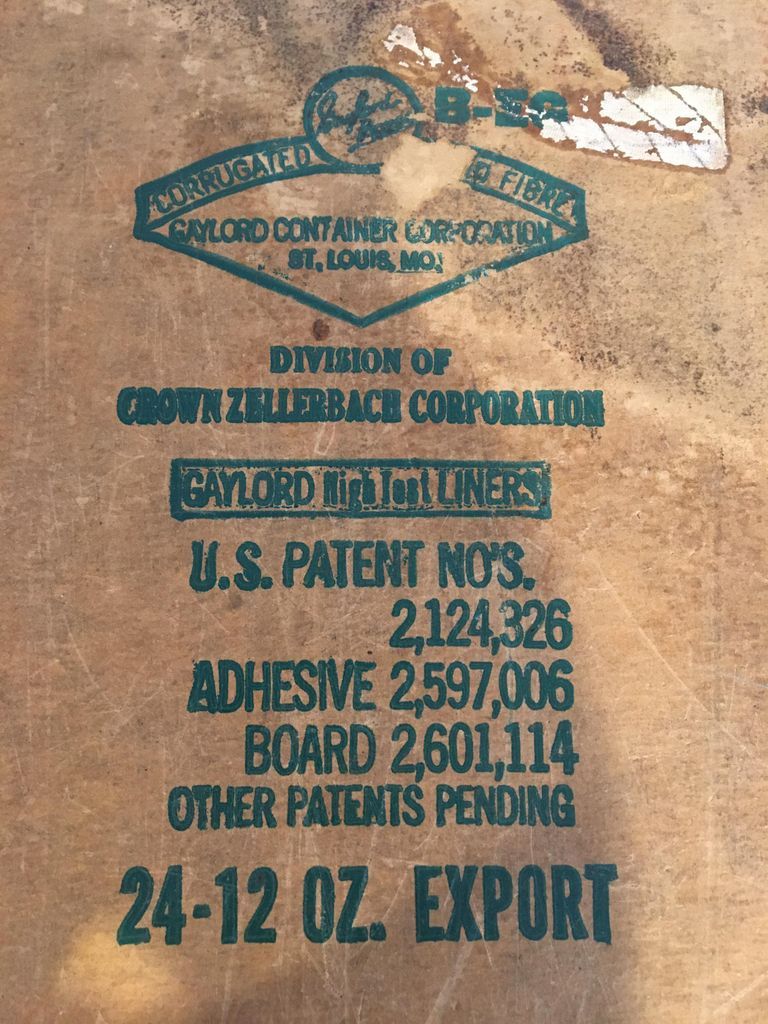 CORRUGATED
FIBRE
GAYLORD CONTAINER CORPORATION
ST. LOUIS, MO.
DIVISION OF
CROWN ZELLERBACH CORPORATION
GAYLORD High Test LINERS
U.S. PATENT NO'S.
2,124,326
ADHESIVE 2,597,006
BOARD 2,601,114
OTHER PATENTS PENDING
24-12 OZ. EXPORT